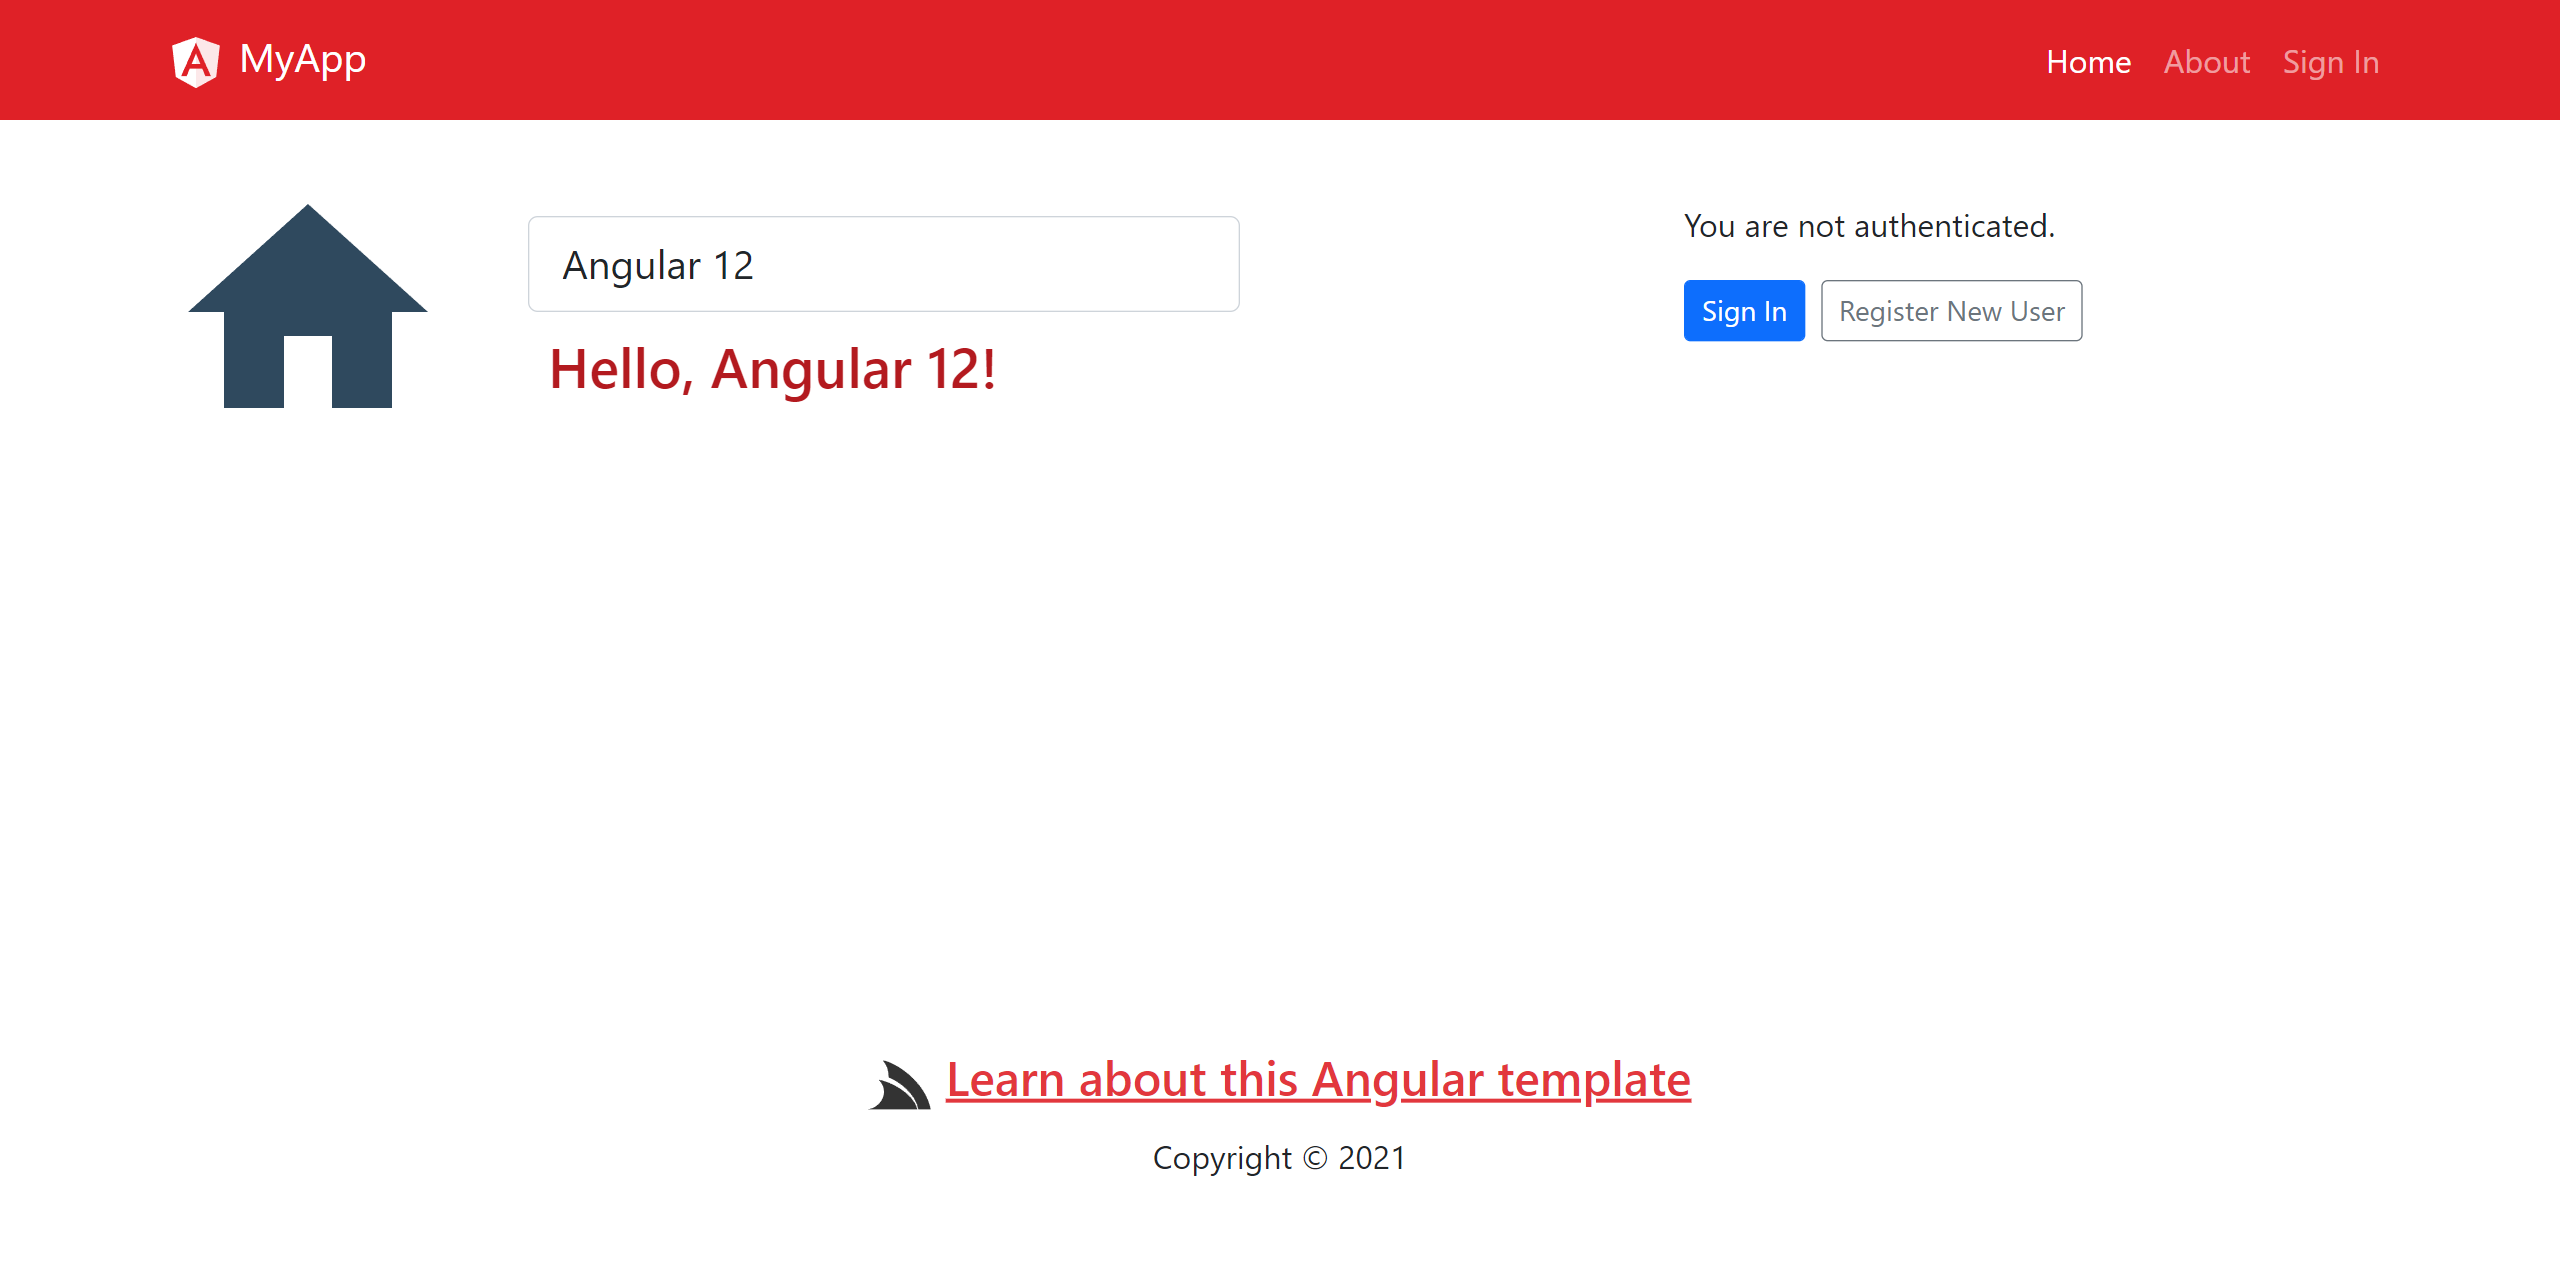 MyApp
Home About Sign In
Angular 12
Hello, Angular 12!
You are not authenticated.
Sign In Register New User
Learn about this Angular template
Copyright © 2021